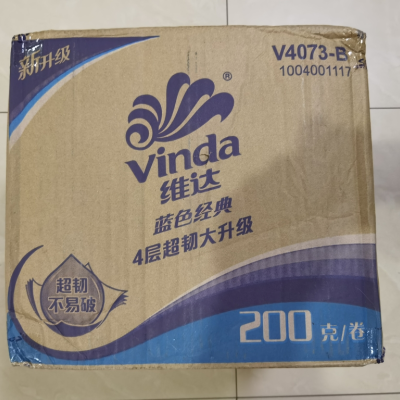 新升级
V4073-B
1004001117
®
Vinda
维达
蓝色经典
4层超韧大升级
超韧
不易破
200克/卷